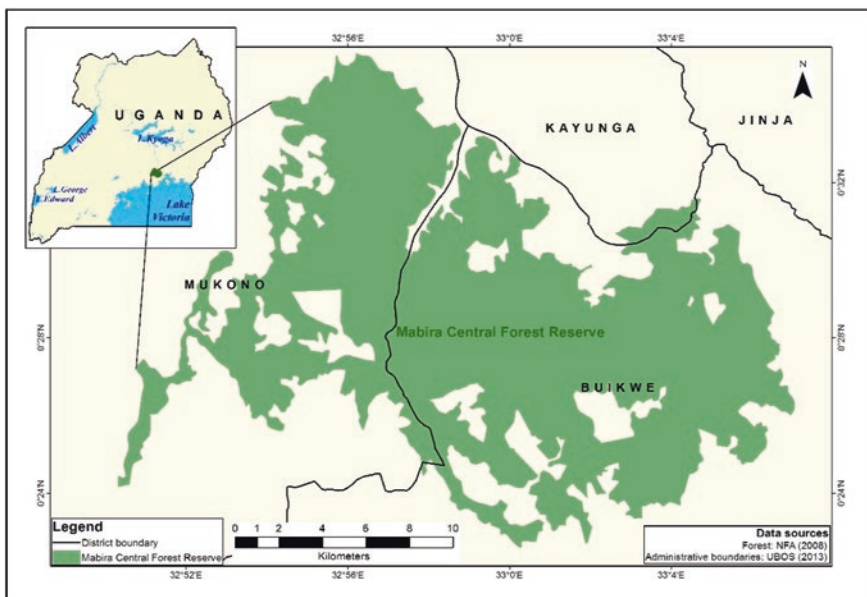 32°56'E
33°0'E
33°4'E
N
UGANDA
L.Albert
L.Kyoga
L.George
L.Edward
Lake
Victoria
KAYUNGA
JINJA
0°32'N
0°32'N
MUKONO
Mabira Central Forest Reserve
0°28'N
0°28'N
BUIKWE
0°24'N
0°24'N
Legend
District boundary
Mabira Central Forest Reserve
0 1 2 4 6 8 10
Kilometers
Data sources
Forest: NFA (2008)
Administrative boundaries: UBOS (2013)
32°52'E
32°56'E
33°0'E
33°4'E